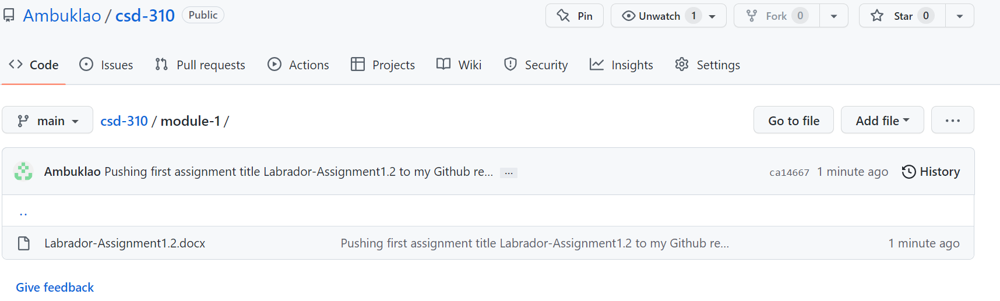 Ambuklao / csd-310 Public Pin Unwatch 1 Fork 0 Star 0
Code Issues Pull requests Actions Projects Wiki Security Insights Settings
main csd-310 / module-1 / Go to file Add file ...
Ambuklao Pushing first assignment title Labrador-Assignment1.2 to my Github re... ... ca14667 1 minute ago History
..
Labrador-Assignment1.2.docx Pushing first assignment title Labrador-Assignment1.2 to my Github re... 1 minute ago
Give feedback